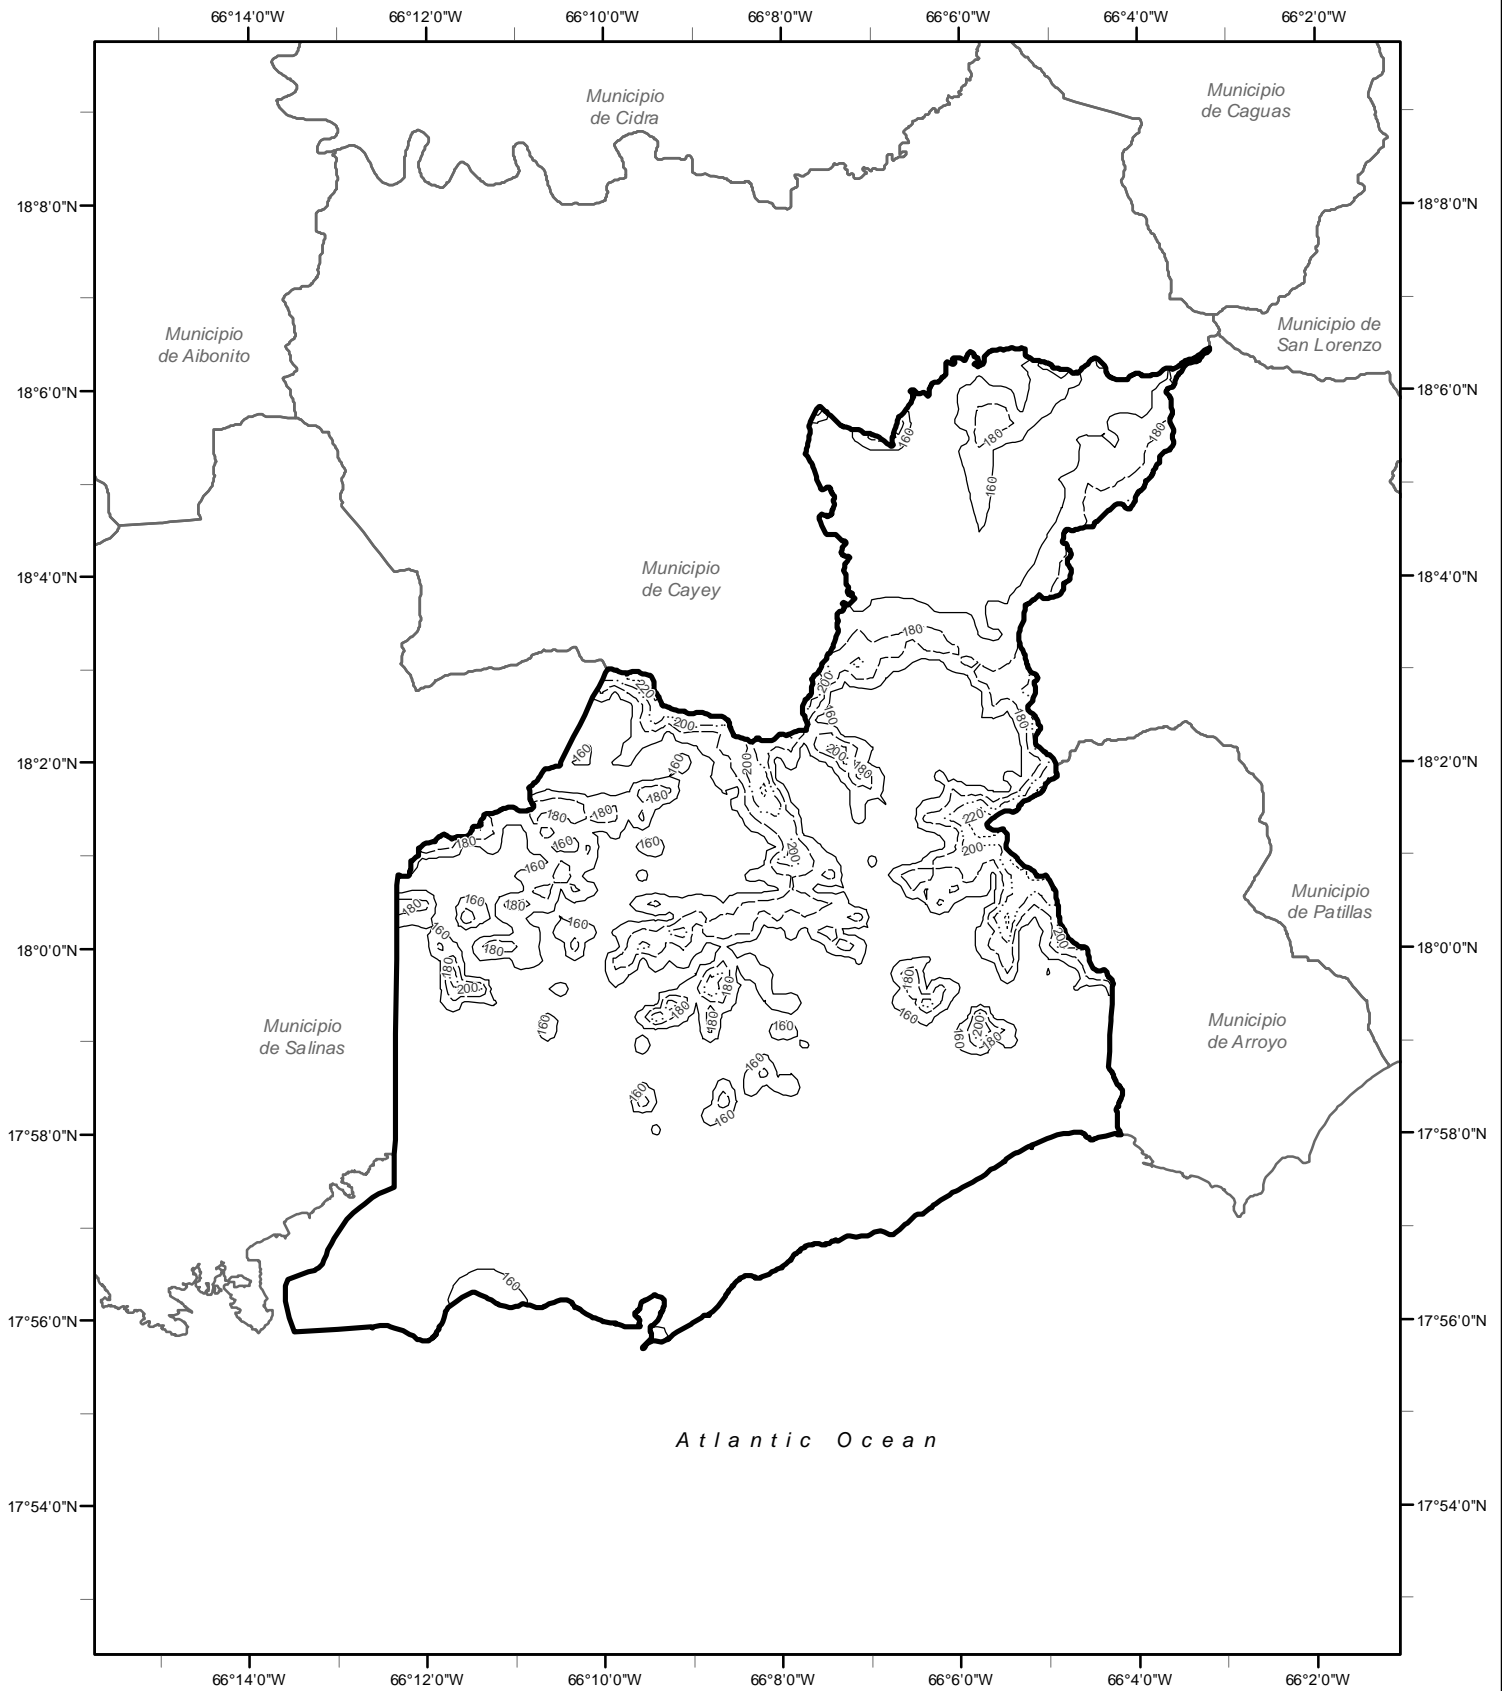 66°14'0"W 66°12'0"W 66°10'0"W 66°8'0"W 66°6'0"W 66°4'0"W 66°2'0"W
Municipio
de Cidra
Municipio
de Caguas
18°8'0"N 18°8'0"N
Municipio
de Aibonito
Municipio de
San Lorenzo
18°6'0"N 18°6'0"N
160
180
180
160
Municipio
de Cayey
18°4'0"N 18°4'0"N
180
220
200
200
160
180
160
160
200
200
180
18°2'0"N 18°2'0"N
180
180
180
220
180
160
160
200
200
160
180
160
180
160
160
Municipio
de Patillas
180
200
18°0'0"N 18°0'0"N
180
200
180
180
180
180
160
160
160
200
160
180
Municipio
de Salinas
Municipio
de Arroyo
160
160
160
17°58'0"N 17°58'0"N
160
17°56'0"N 17°56'0"N
Atlantic Ocean
17°54'0"N 17°54'0"N
66°14'0"W 66°12'0"W 66°10'0"W 66°8'0"W 66°6'0"W 66°4'0"W 66°2'0"W